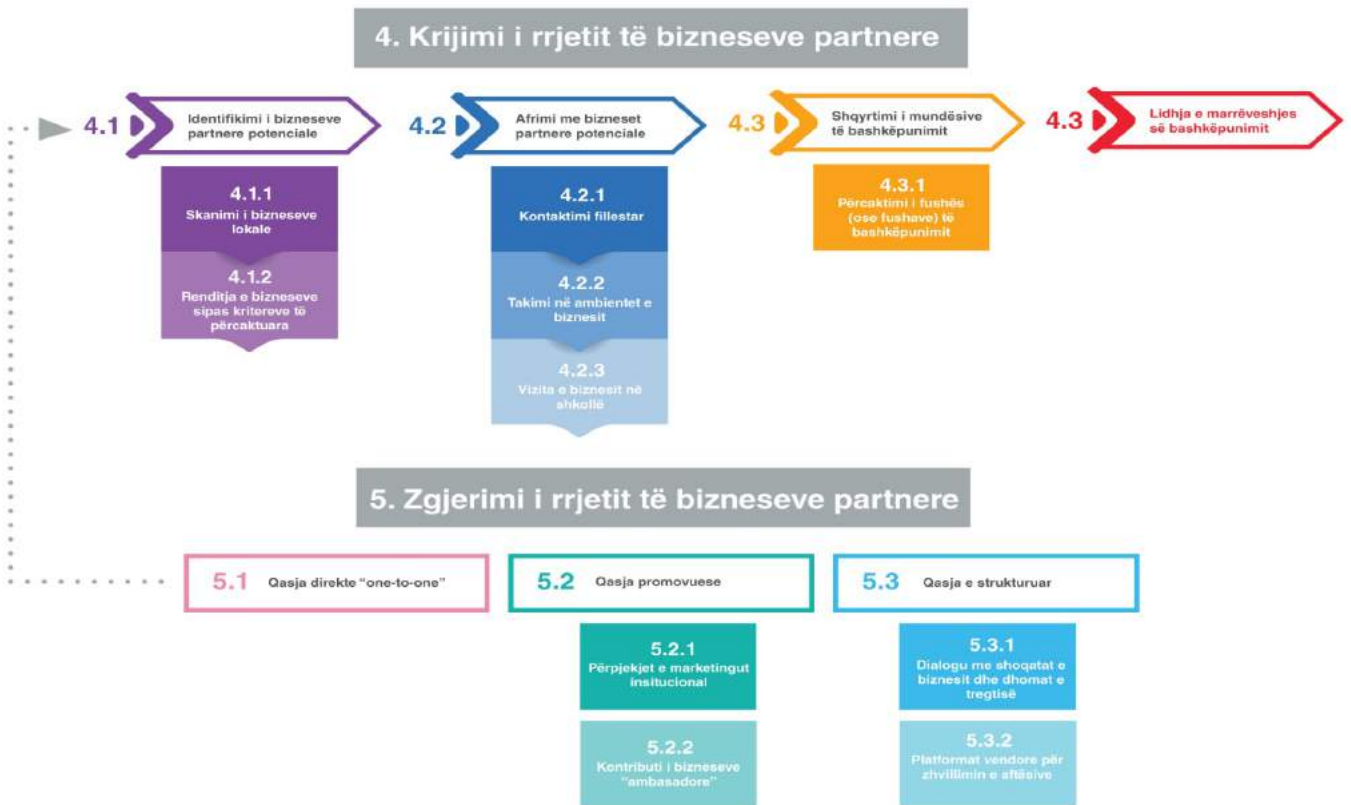 4. Krijimi i rrjetit të bizneseve partnere
4.1
Identifikimi i bizneseve
partnere potenciale
4.2
Afrimi me bizneset
partnere potenciale
4.3
Shqyrtimi i mundësive
të bashkëpunimit
4.3
Lidhja e marrëveshjes
së bashkëpunimit
4.1.1
Skanimi i bizneseve
lokale
4.1.2
Renditja e bizneseve
sipas kritereve të
përcaktuara
4.2.1
Kontaktimi fillestar
4.2.2
Takimi në ambientet e
biznesit
4.2.3
Vizita e biznesit në
shkollë
4.3.1
Përcaktimi i fushës
(ose fushave) të
bashkëpunimit
5. Zgjerimi i rrjetit të bizneseve partnere
5.1 Qasja direkte "one-to-one"
5.2 Qasja promovuese
5.3 Qasja e strukturuar
5.2.1
Përpjekjet e marketingut
insitucional
5.2.2
Kontributi i bizneseve
"ambasadore"
5.3.1
Dialogu me shoqatat e
biznesit dhe dhomat e
tregtisë
5.3.2
Platformat vendore për
zhvillimin e aftësive